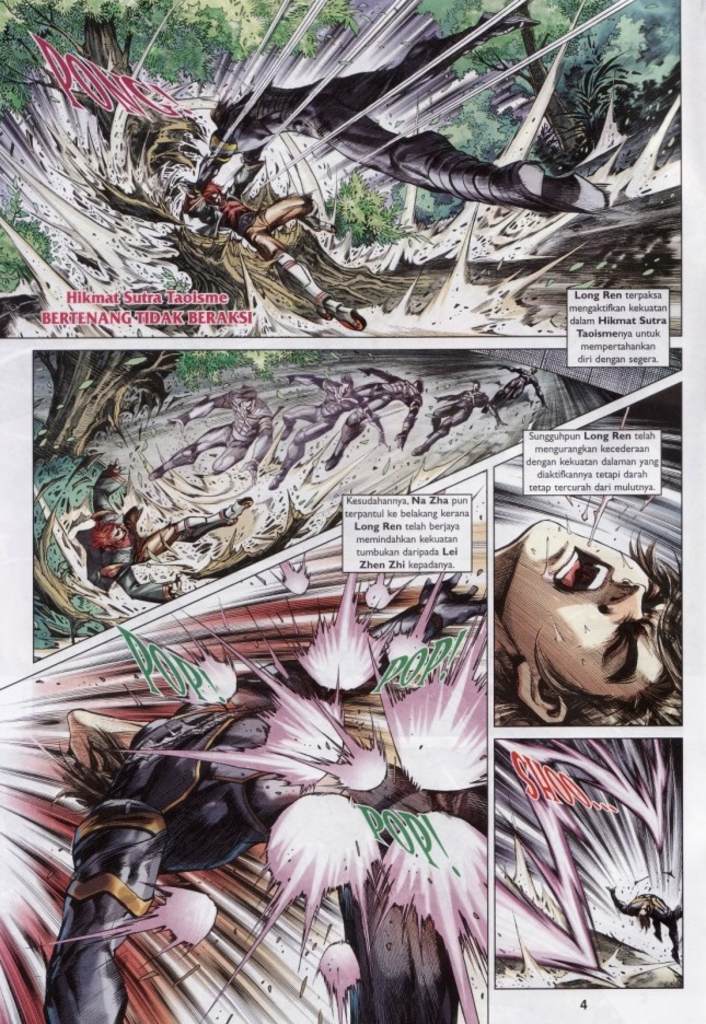 PONG!
Hikmat Sutra Taoisme
BERTENANG TIDAK BERAKSI
Long Ren terpaksa
mengaktifkan kekuatan
dalam Hikmat Sutra
Taoismenya untuk
mempertahankan
diri dengan segera.
Kesudahannya, Na Zha pun
terpantul ke belakang kerana
Long Ren telah berjaya
memindahkan kekuatan
tumbukan daripada Lei
Zhen Zhi kepadanya.
Sungguhpun Long Ren telah
mengurangkan kecederaan
dengan kekuatan dalaman yang
diaktifkannya tetapi darah
tetap tercurah dari mulutnya.
POP!
POP!
POP!
SHOO...
4